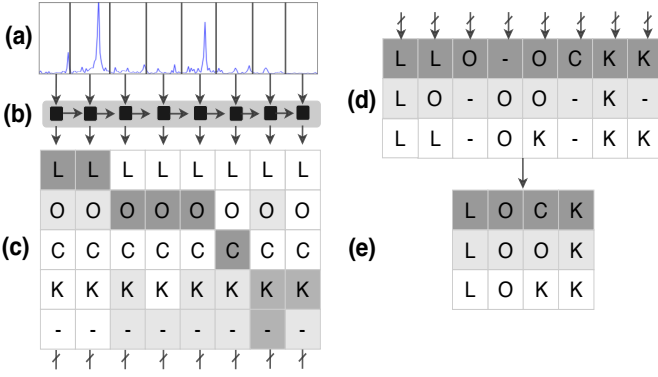 (a)
(b)
(c)
L L L L L L L L
O O O O O O O O
C C C C C C C C
K K K K K K K K
- - - - - - - -
(d)
L L O - O C K K
L O - O O - K -
L L - O K - K K
(e)
L O C K
L O O K
L O K K